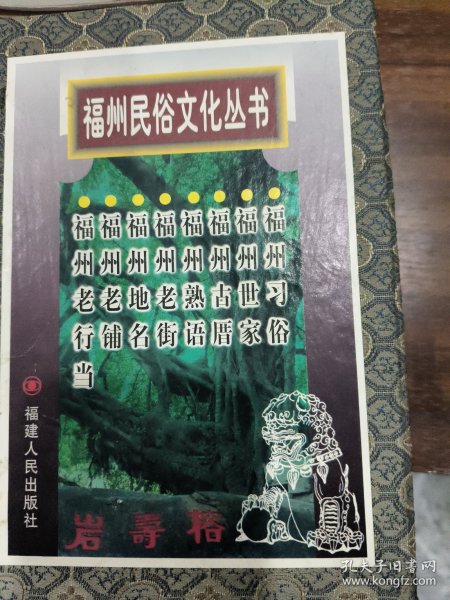 福州民俗文化丛书
福州习俗
福州世家
福州古厝
福州熟语
福州老街
福州地名
福州老铺
福州老行当
福建人民出版社
榕寿岩
孔夫子旧书网
www.kongfz.com